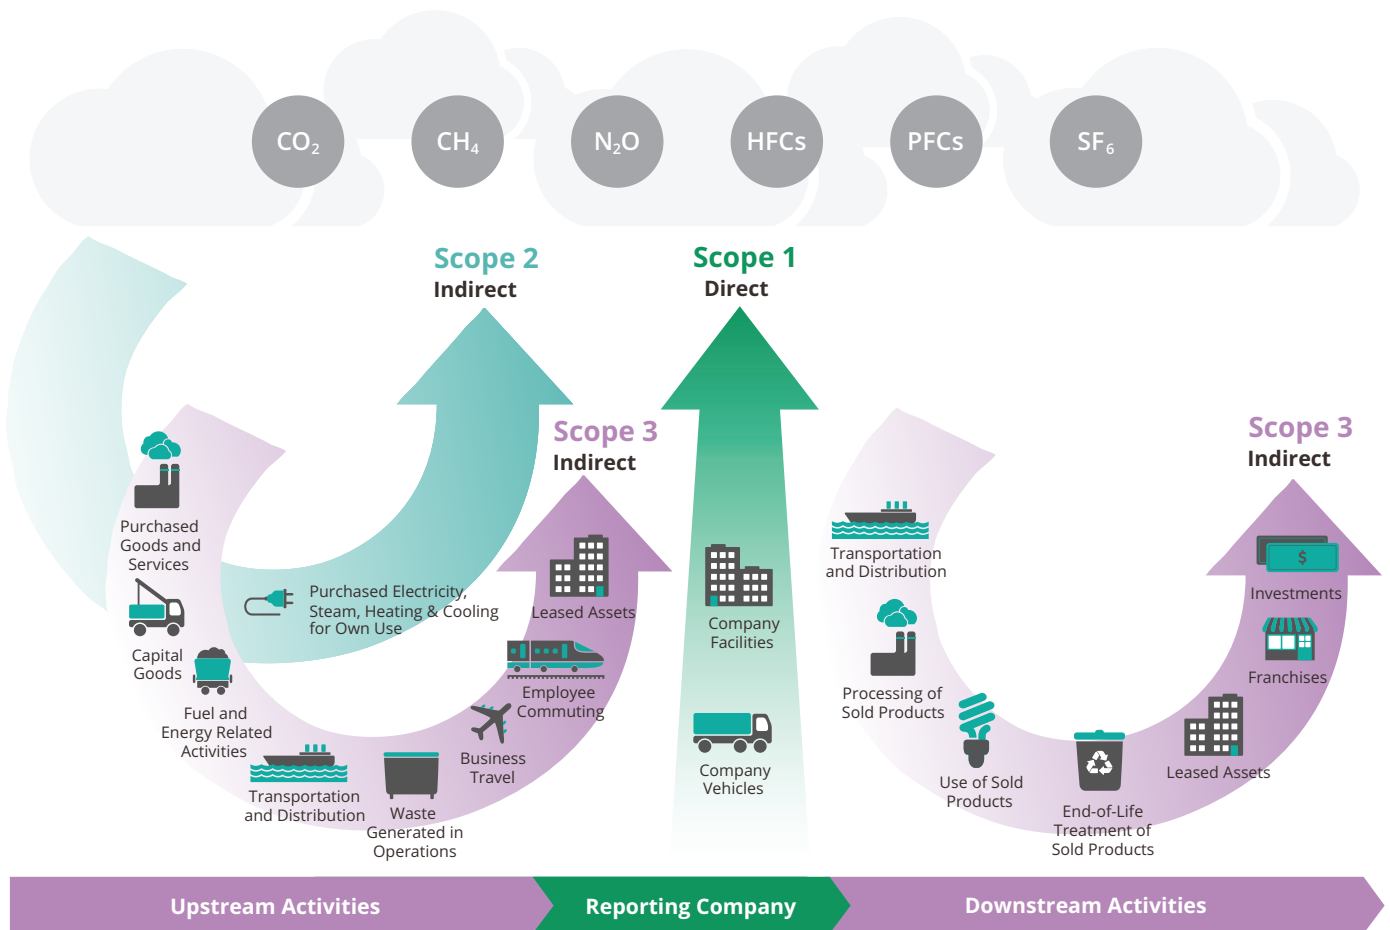 CO₂
CH₄
N₂O
HFCs
PFCs
SF₆
Scope 2
Indirect
Scope 1
Direct
Scope 3
Indirect
Scope 3
Indirect
Purchased
Goods and
Services
Capital
Goods
Fuel and
Energy Related
Activities
Transportation
and Distribution
Waste
Generated in
Operations
Business
Travel
Employee
Commuting
Leased Assets
Purchased Electricity,
Steam, Heating & Cooling
for Own Use
Company
Facilities
Company
Vehicles
Transportation
and Distribution
Processing of
Sold Products
Use of Sold
Products
End-of-Life
Treatment of
Sold Products
Leased Assets
Franchises
$
Investments
Upstream Activities
Reporting Company
Downstream Activities